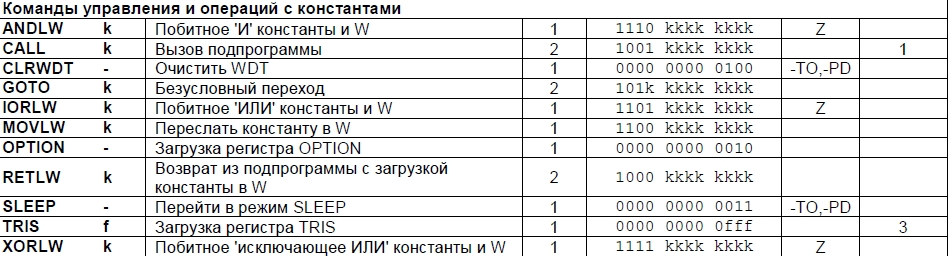 Команды управления и операций с константами
ANDLW k Побитное 'И' константы и W 1 1110 kkkk kkkk Z
CALL k Вызов подпрограммы 2 1001 kkkk kkkk 1
CLRWDT - Очистить WDT 1 0000 0000 0100 -TO,-PD
GOTO k Безусловный переход 2 101k kkkk kkkk
IORLW k Побитное 'ИЛИ' константы и W 1 1101 kkkk kkkk Z
MOVLW k Переслать константу в W 1 1100 kkkk kkkk
OPTION - Загрузка регистра OPTION 1 0000 0000 0010
RETLW k Возврат из подпрограммы с загрузкой
константы в W 2 1000 kkkk kkkk
SLEEP - Перейти в режим SLEEP 1 0000 0000 0011 -TO,-PD
TRIS f Загрузка регистра TRIS 1 0000 0000 0fff 3
XORLW k Побитное 'исключающее ИЛИ' константы и W 1 1111 kkkk kkkk Z